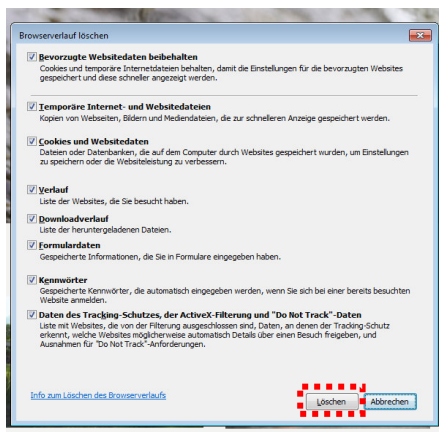 Browserverlauf löschen
Bevorzugte Websitedaten beibehalten
Cookies und temporäre Internetdateien behalten, damit die Einstellungen für die bevorzugten Websites
gespeichert und diese schneller angezeigt werden.
Temporäre Internet- und Websitedateien
Kopien von Webseiten, Bildern und Mediendateien, die zur schnelleren Anzeige gespeichert werden.
Cookies und Websitedaten
Dateien oder Datenbanken, die auf dem Computer durch Websites gespeichert wurden, um Einstellungen
zu speichern oder die Websiteleistung zu verbessern.
Verlauf
Liste der Websites, die Sie besucht haben.
Downloadverlauf
Liste der heruntergeladenen Dateien.
Formulardaten
Gespeicherte Informationen, die Sie in Formulare eingegeben haben.
Kennwörter
Gespeicherte Kennwörter, die automatisch eingegeben werden, wenn Sie sich bei einer bereits besuchten
Website anmelden.
Daten des Tracking-Schutzes, der ActiveX-Filterung und "Do Not Track"-Daten
Liste mit Websites, die von der Filterung ausgeschlossen sind, Daten, an denen der Tracking-Schutz
erkennt, welche Websites möglicherweise automatisch Details über einen Besuch freigeben, und
Ausnahmen für "Do Not Track"-Anforderungen.
Info zum Löschen des Browserverlaufs
Löschen
Abbrechen